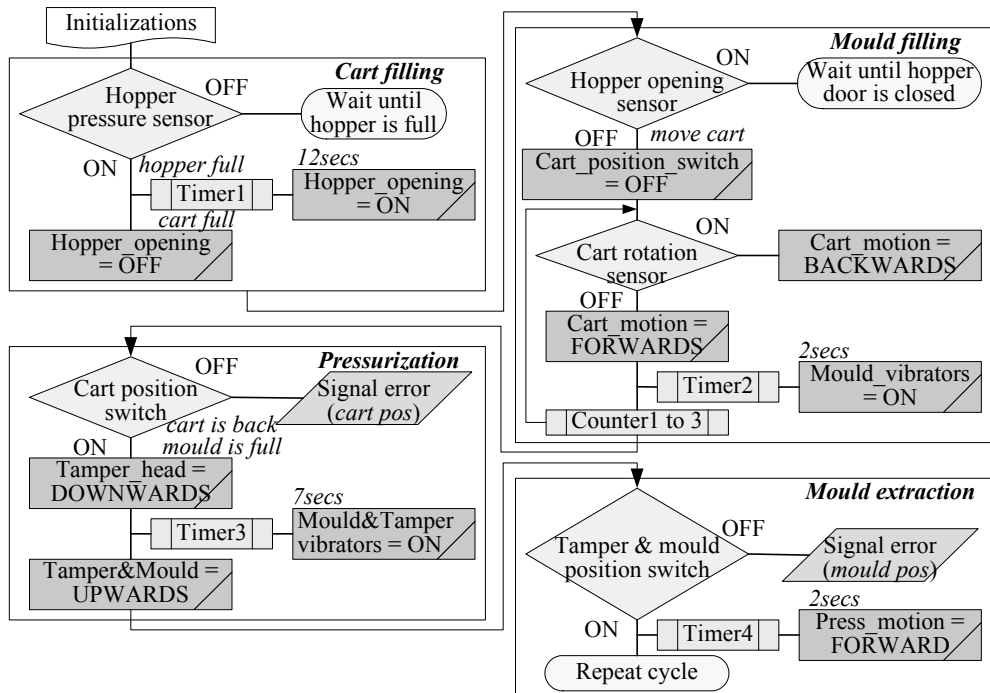 Initializations
Cart filling
Hopper
pressure sensor
OFF
Wait until
hopper is full
ON
hopper full
12secs
Timer1
Hopper_opening
= ON
cart full
Hopper_opening
= OFF
Mould filling
Hopper opening
sensor
ON
Wait until hopper
door is closed
OFF
move cart
Cart_position_switch
= OFF
Cart rotation
sensor
ON
Cart_motion =
BACKWARDS
OFF
Cart_motion =
FORWARDS
2secs
Timer2
Mould_vibrators
= ON
Counter1 to 3
Pressurization
Cart position
switch
OFF
Signal error
(cart pos)
cart is back
mould is full
ON
Tamper_head =
DOWNWARDS
7secs
Timer3
Mould&Tamper
vibrators = ON
Tamper&Mould =
UPWARDS
Mould extraction
Tamper & mould
position switch
OFF
Signal error
(mould pos)
2secs
ON
Timer4
Press_motion =
FORWARD
Repeat cycle